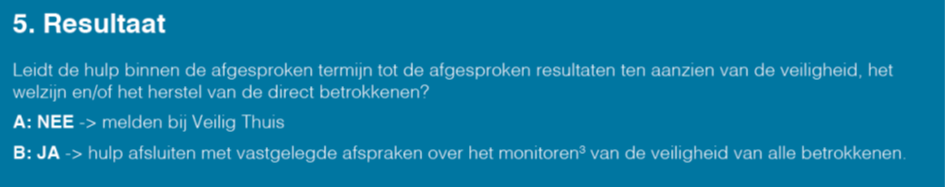 5. Resultaat
Leidt de hulp binnen de afgesproken termijn tot de afgesproken resultaten ten aanzien van de veiligheid, het
welzijn en/of het herstel van de direct betrokkenen?
A: NEE -> melden bij Veilig Thuis
B: JA -> hulp afsluiten met vastgelegde afspraken over het monitoren³ van de veiligheid van alle betrokkenen.